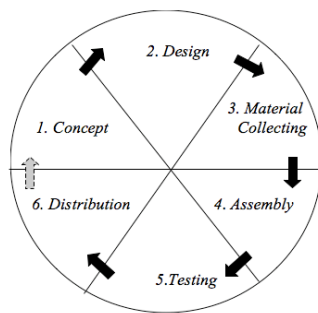 1. Concept
2. Design
3. Material
Collecting
4. Assembly
5.Testing
6. Distribution